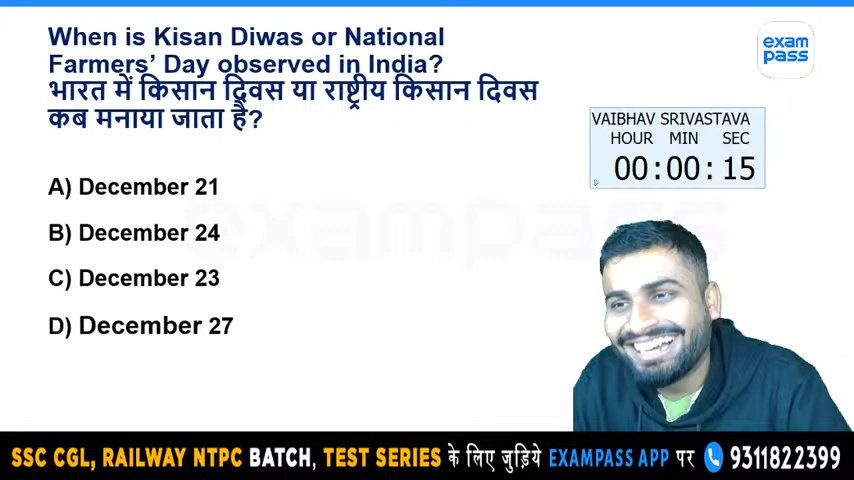 When is Kisan Diwas or National
Farmers’ Day observed in India?
भारत में किसान दिवस या राष्ट्रीय किसान दिवस
कब मनाया जाता है?
A) December 21
B) December 24
C) December 23
D) December 27
exam
pass
VAIBHAV SRIVASTAVA
HOUR MIN SEC
00:00:15
exampass
SSC CGL, RAILWAY NTPC BATCH, TEST SERIES के लिए जुड़िये EXAMPASS APP पर 9311822399